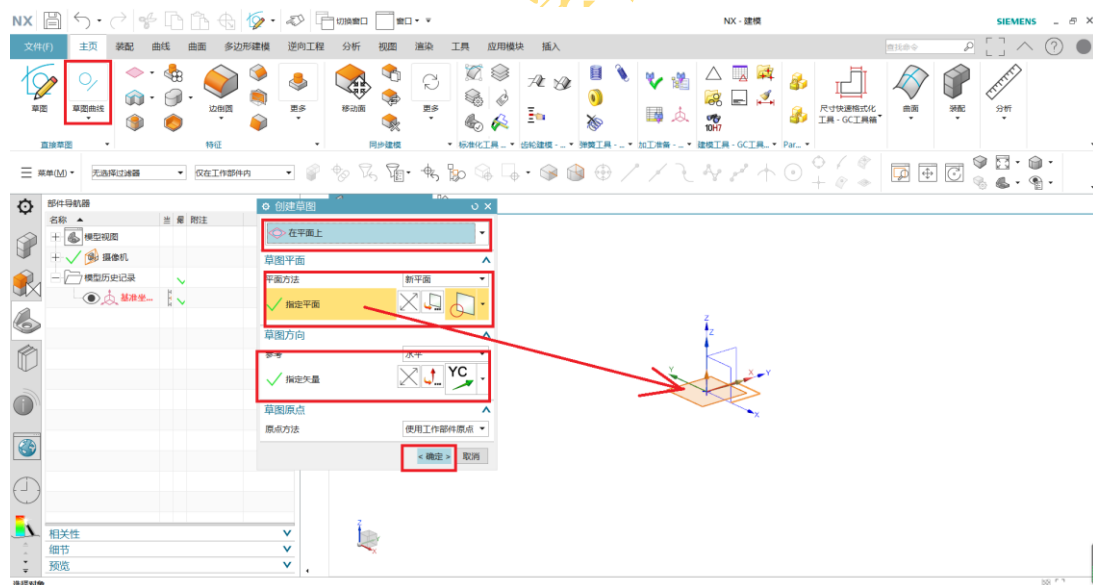 NX 切换窗口 窗口 NX - 建模 SIEMENS
文件(F) 主页 装配 曲线 曲面 多边形建模 逆向工程 分析 视图 渲染 工具 应用模块 插入 查找命令
草图 草图曲线 边倒圆 更多 移动面 更多 10H7 尺寸快速格式化工具 - GC工具箱 曲面 装配 分析
直接草图 特征 同步建模 标准化工具 ... 齿轮建模 - ... 弹簧工具 - ... 加工准备 - ... 建模工具 - GC工具... Par...
菜单(M) 无选择过滤器 仅在工作部件内
部件导航器
名称 附注
模型视图
摄像机
模型历史记录
基准坐...
相关性
细节
预览
创建草图
在平面上
草图平面
平面方法 新平面
指定平面
草图方向
参考 水平
指定矢量 YC
草图原点
原点方法 使用工作部件原点
< 确定 > 取消
Z
Z
Y X Y
X
Z
X
选择对象